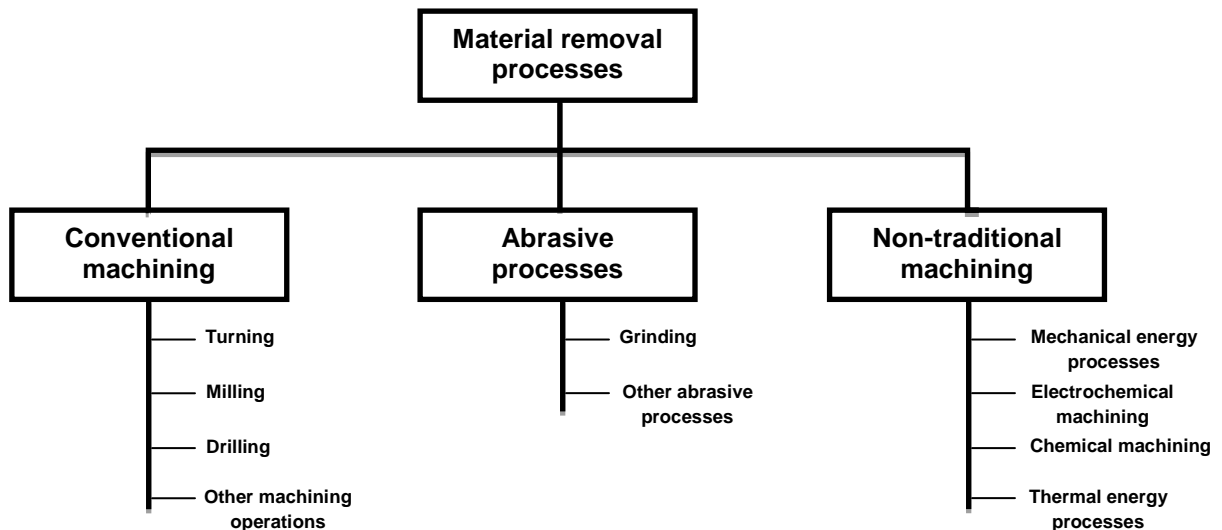 Material removal
processes
Conventional
machining
Abrasive
processes
Non-traditional
machining
Turning
Milling
Drilling
Other machining
operations
Grinding
Other abrasive
processes
Mechanical energy
processes
Electrochemical
machining
Chemical machining
Thermal energy
processes